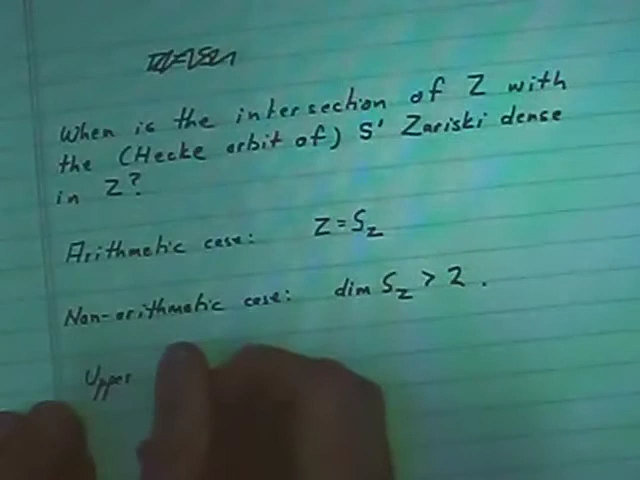 When is the intersection of Z with
the (Hecke orbit of) S' Zariski dense
in Z?
Arithmetic case: Z = S_Z
Non-arithmetic case: dim S_Z > 2.
Upper